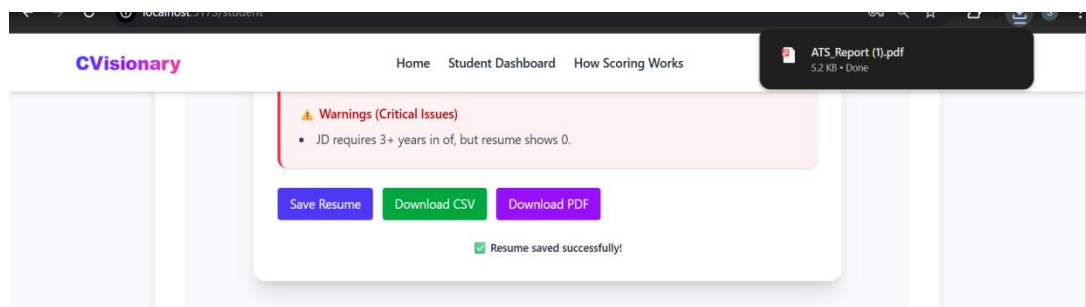 localhost:5173/student
CVisionary
Home Student Dashboard How Scoring Works
ATS_Report (1).pdf
5.2 KB • Done
Warnings (Critical Issues)
• JD requires 3+ years in of, but resume shows 0.
Save Resume Download CSV Download PDF
Resume saved successfully!